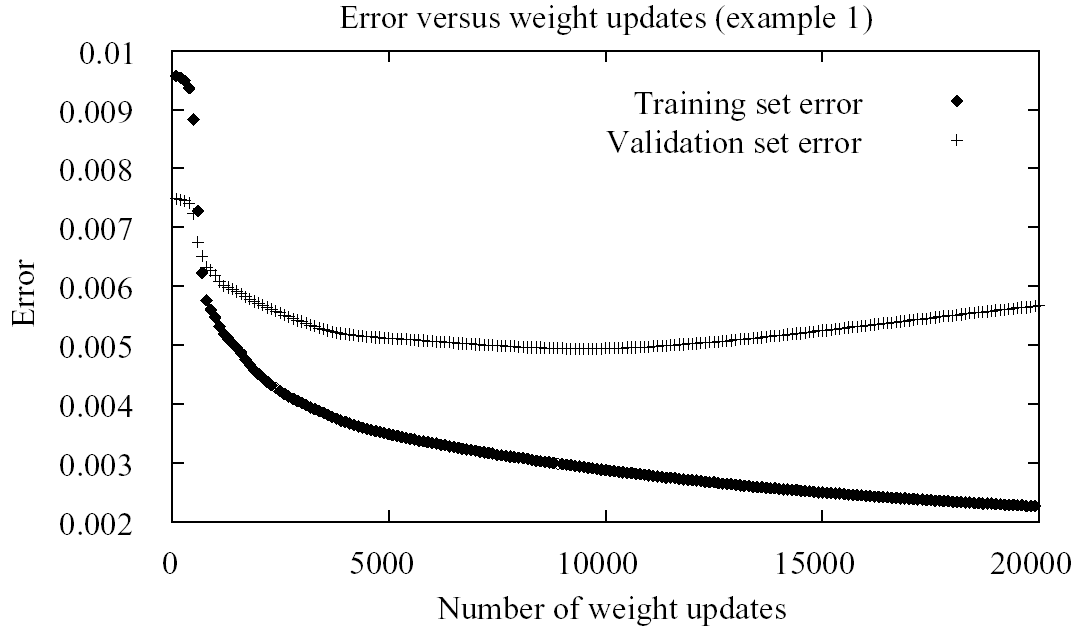 Error versus weight updates (example 1)
0.01
0.009
0.008
0.007
0.006
0.005
0.004
0.003
0.002
Error
Training set error
Validation set error
0 5000 10000 15000 20000
Number of weight updates